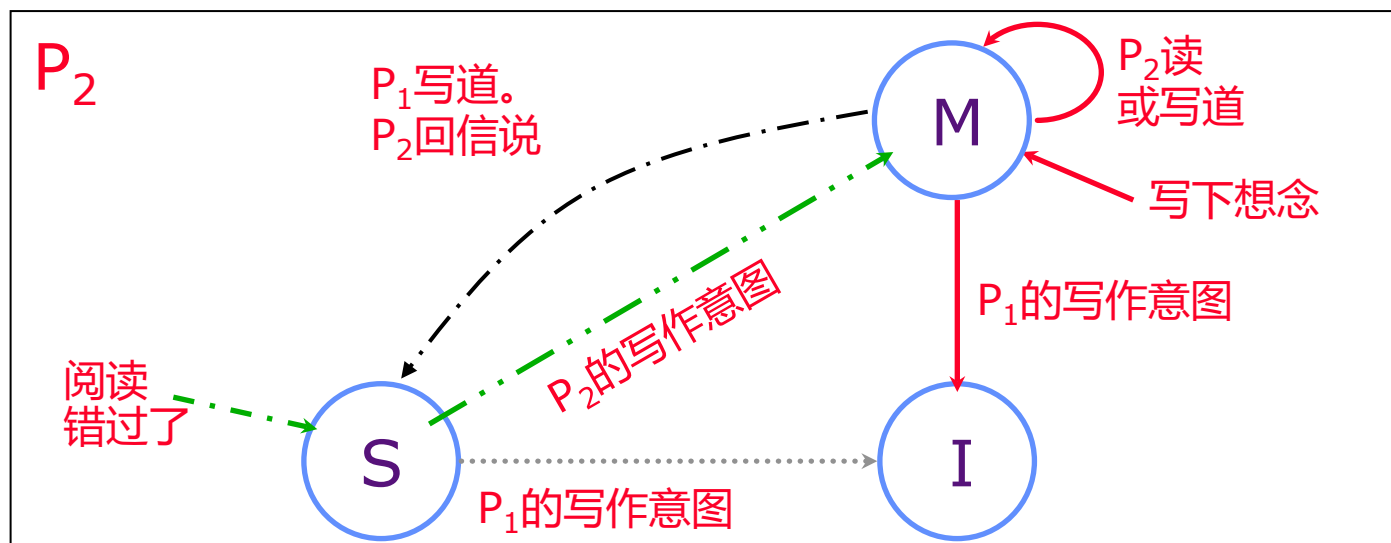 P₂
P₁写道。
P₂回信说
P₂读
或写道
M
写下想念
P₁的写作意图
P₂的写作意图
阅读
错过了
S
I
P₁的写作意图